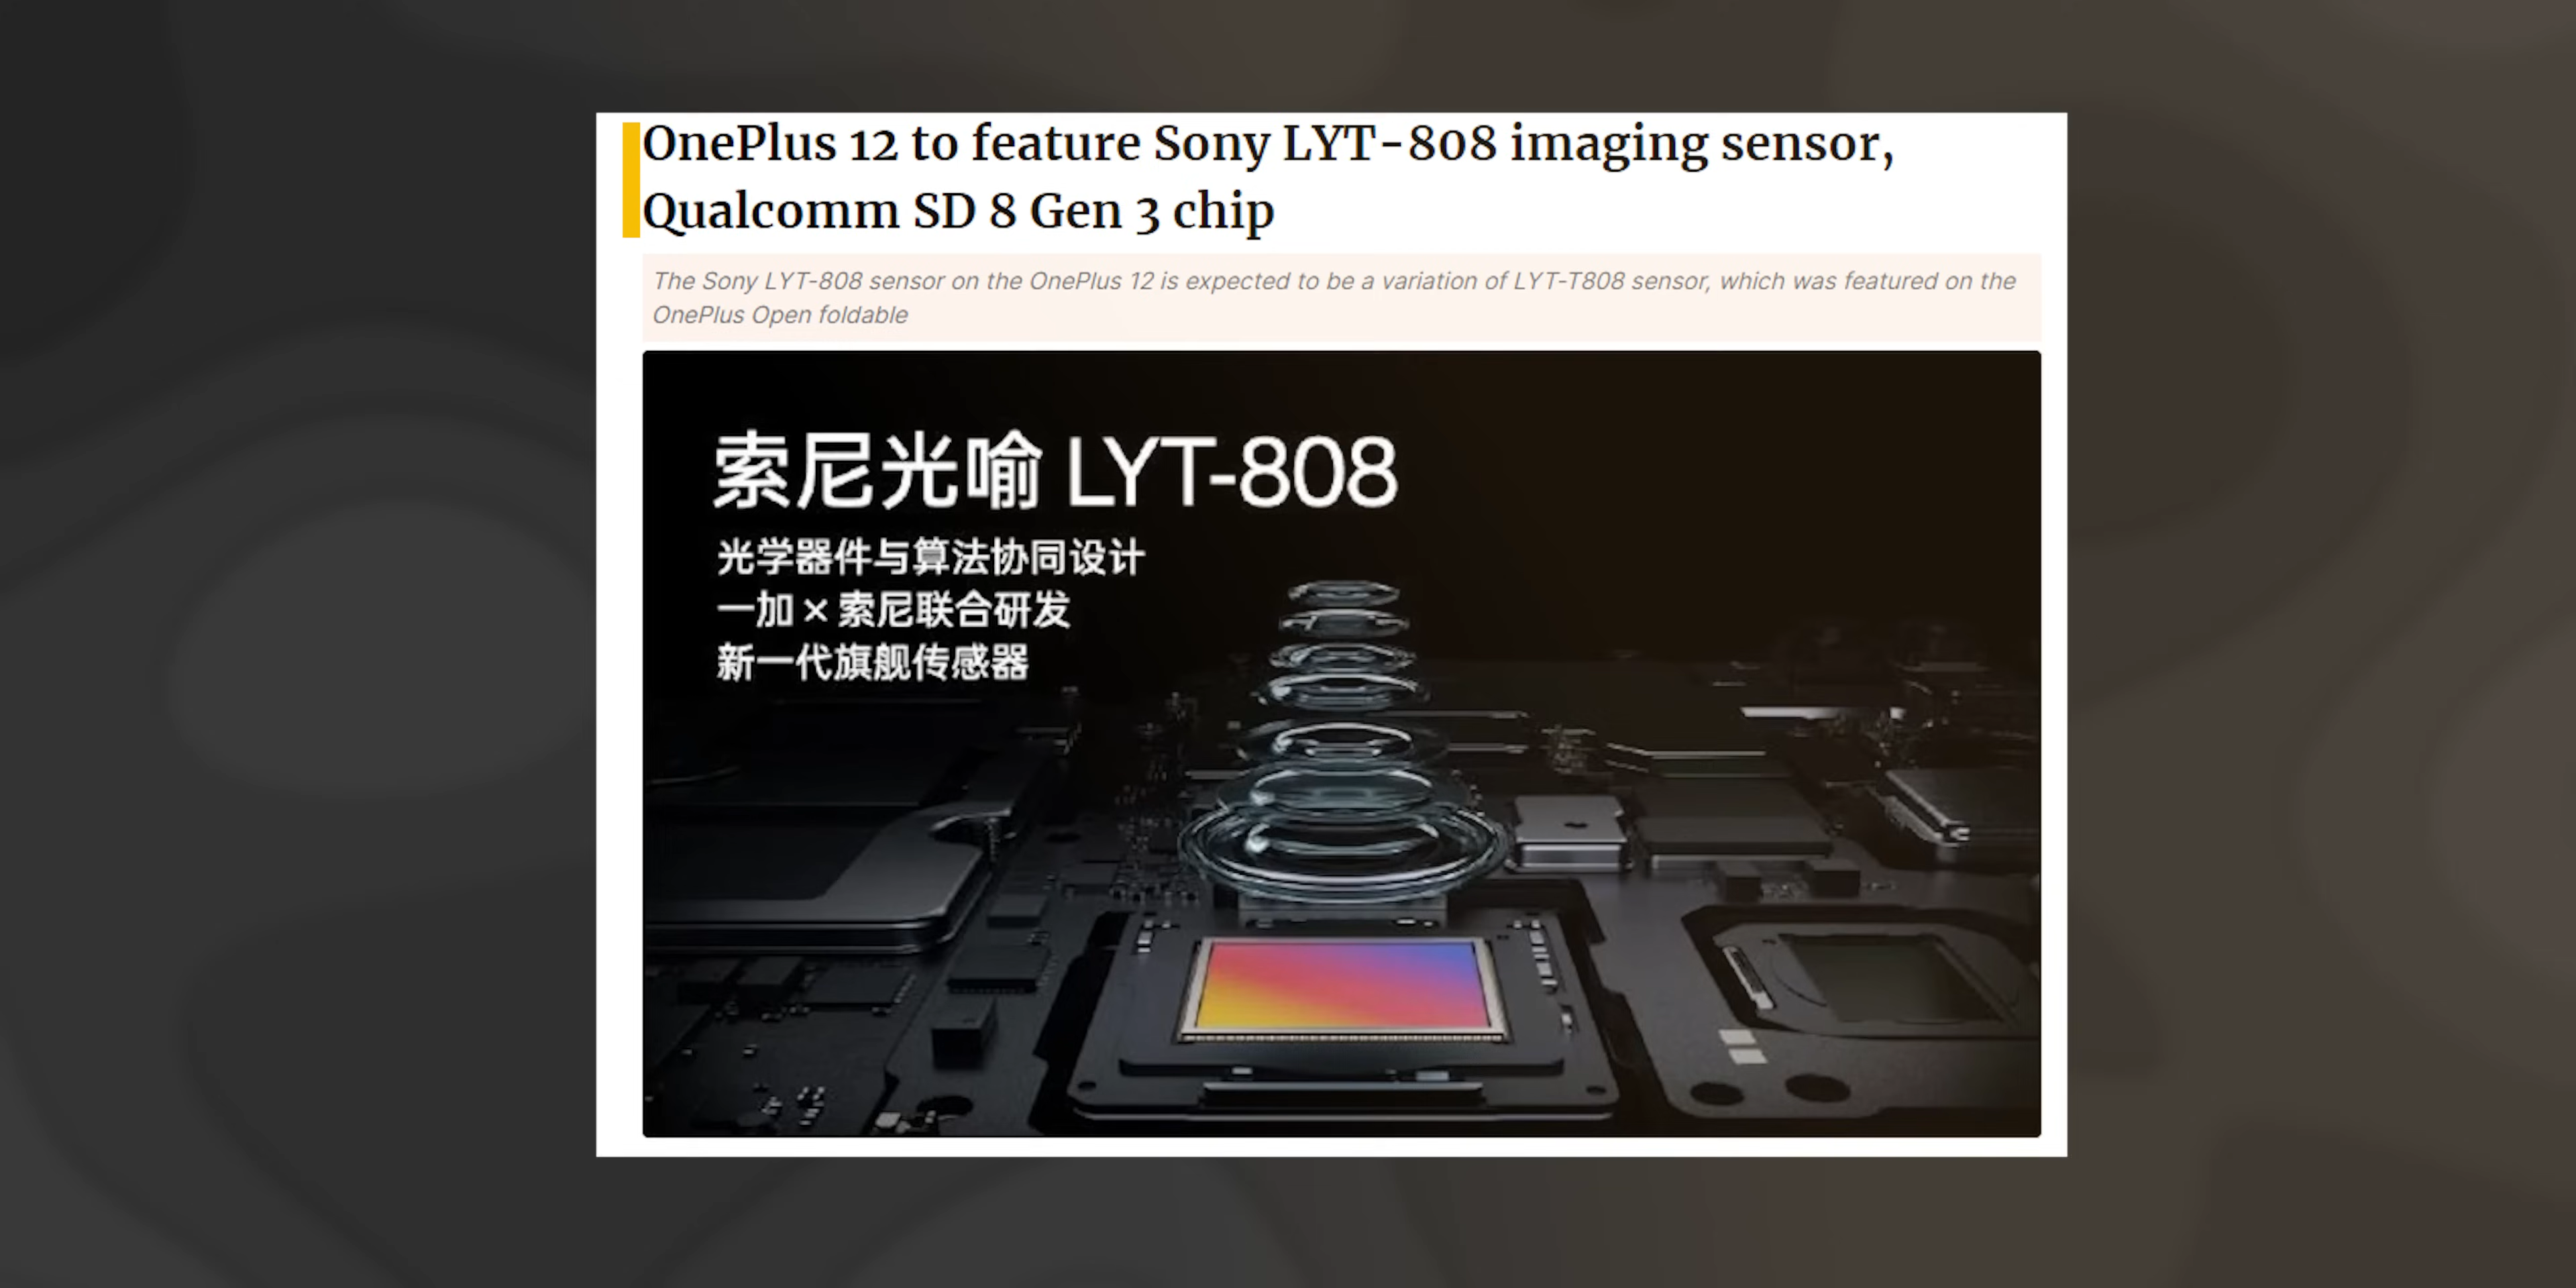 OnePlus 12 to feature Sony LYT-808 imaging sensor,
Qualcomm SD 8 Gen 3 chip
The Sony LYT-808 sensor on the OnePlus 12 is expected to be a variation of LYT-T808 sensor, which was featured on the
OnePlus Open foldable
索尼光喻 LYT-808
光学器件与算法协同设计
一加 × 索尼联合研发
新一代旗舰传感器